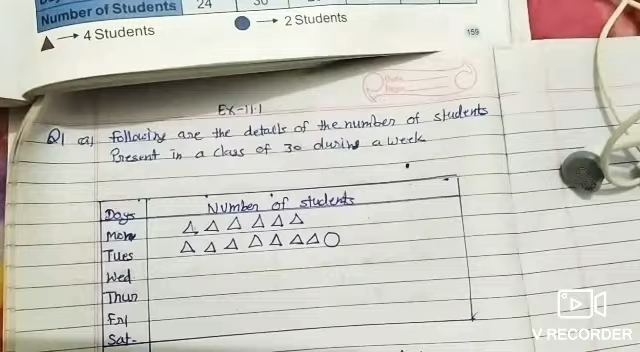 Number of Students 24 30
→ 4 Students
→ 2 Students
159
Ex-11.1
Q1 a) Following are the details of the number of students
Present in a class of 30 during a week
Days Number of students
Mon
Tues
Wed
Thur
Fri
Sat-
V RECORDER